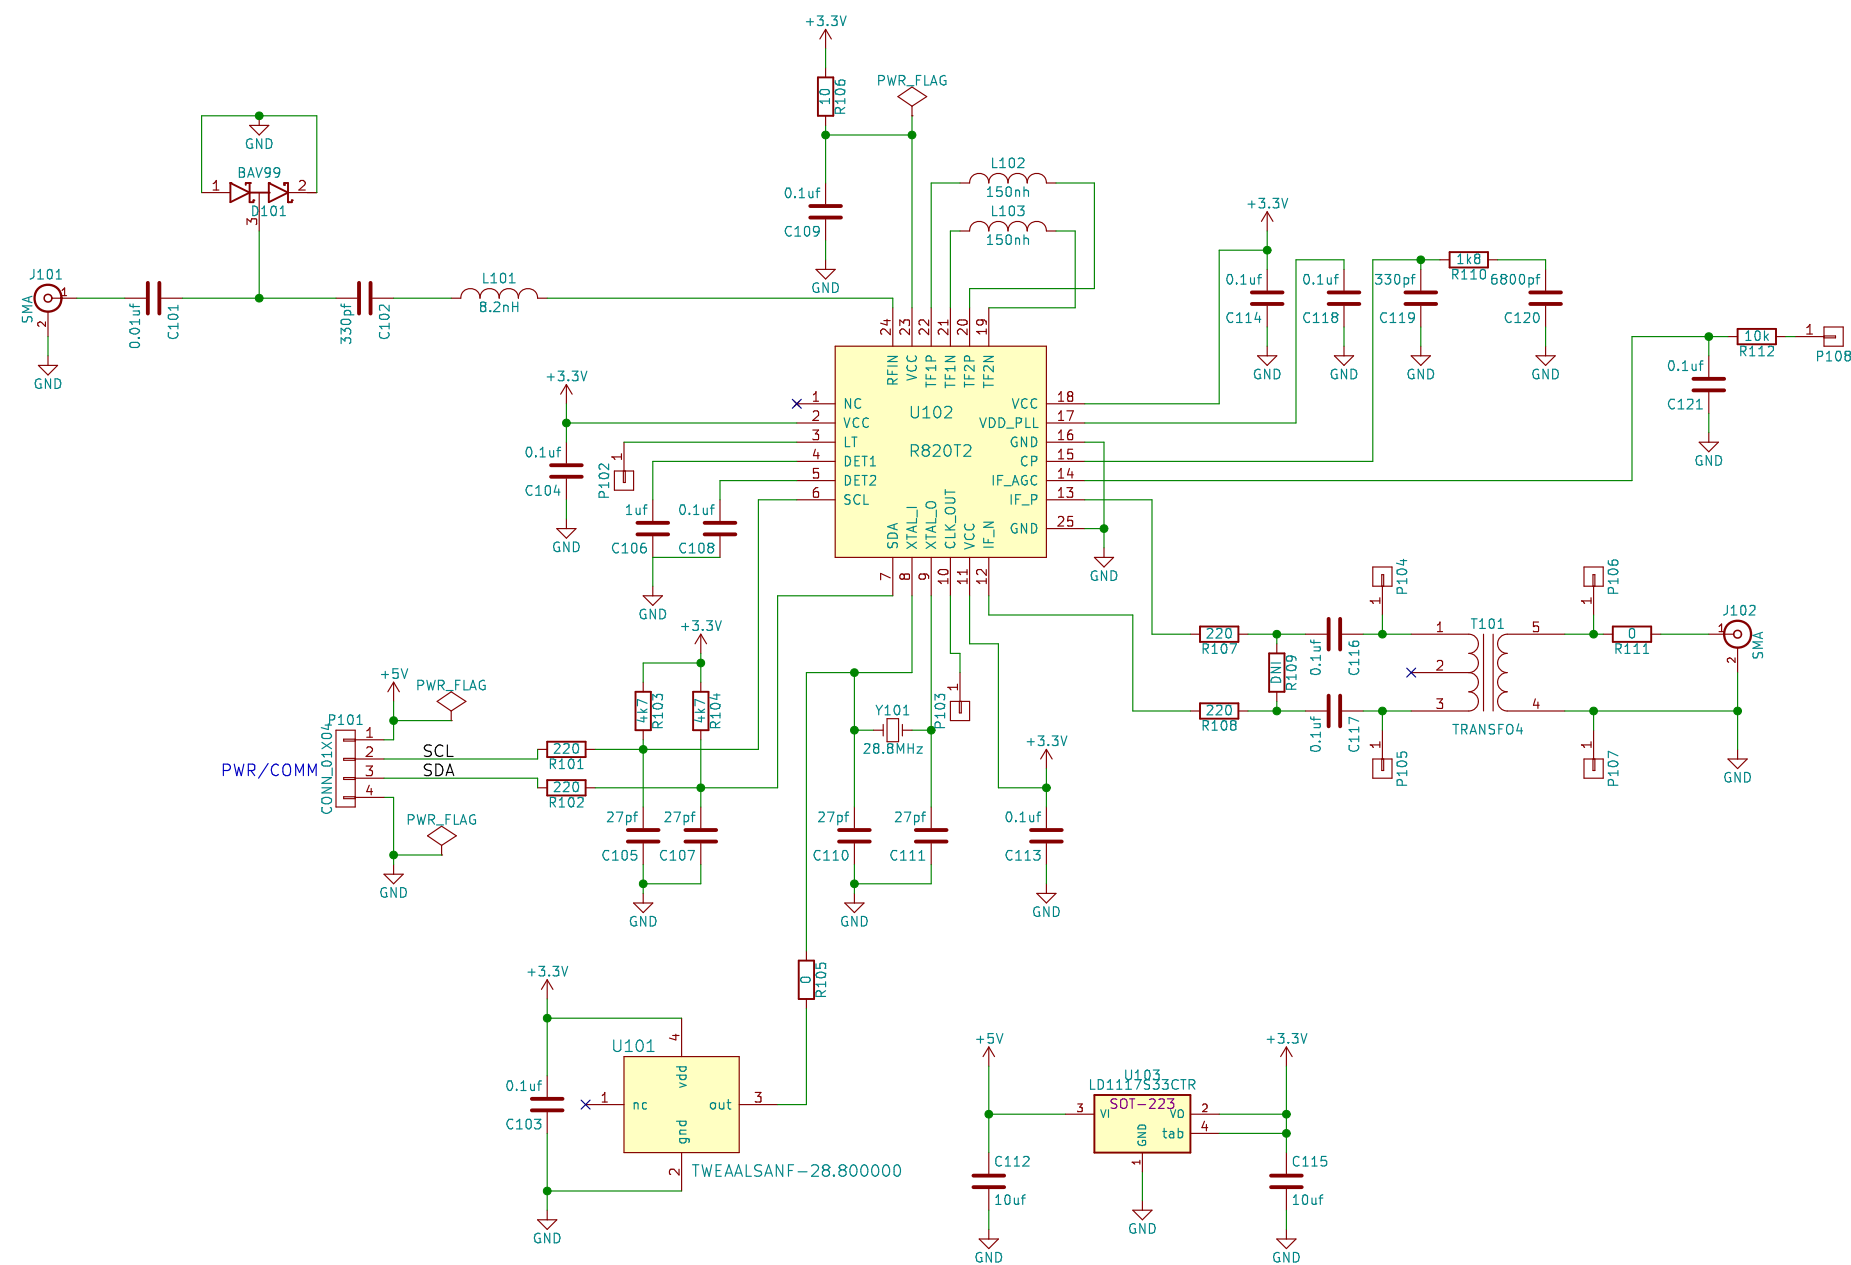 +3.3V
10
R106
PWR_FLAG
GND
BAV99
1
2
D101
3
0.1uf
C109
GND
L102
150nh
L103
150nh
J101
SMA
1
2
GND
0.01uf
C101
330pf
C102
L101
8.2nH
+3.3V
0.1uf
C114
GND
0.1uf
C118
GND
330pf
C119
GND
1k8
R110
6800pf
C120
GND
0.1uf
C121
GND
10k
R112
1
P108
24
23
22
21
20
19
RFIN
VCC
TF1P
TF1N
TF2P
TF2N
U102
R820T2
1
NC
2
VCC
3
LT
4
DET1
5
DET2
6
SCL
VCC
18
VDD_PLL
17
GND
16
CP
15
IF_AGC
14
IF_P
13
GND
25
GND
SDA
XTAL_I
XTAL_O
CLK_OUT
VCC
IF_N
7
8
9
10
11
12
+3.3V
0.1uf
C104
GND
P102
1
1uf
C106
0.1uf
C108
GND
+3.3V
4k7
R103
4k7
R104
+5V
PWR_FLAG
P101
CONN_01X04
PWR/COMM
1
2
3
4
SCL
SDA
220
R101
220
R102
PWR_FLAG
GND
27pf
C105
27pf
C107
GND
Y101
28.8MHz
P103
1
27pf
C110
27pf
C111
GND
+3.3V
0.1uf
C113
GND
220
R107
220
R108
DNI
R109
0.1uf
C116
0.1uf
C117
P104
1
P105
1
T101
TRANSFO4
1
2
3
5
4
P106
1
P107
1
0
R111
J102
SMA
1
2
GND
0
R105
+3.3V
0.1uf
C103
GND
U101
4
vdd
1
nc
out
3
gnd
2
TWEAALSANF-28.800000
+5V
C112
10uf
GND
U103
LD1117S33CTR
SOT-223
3
VI
VO
2
tab
4
GND
1
GND
+3.3V
C115
10uf
GND